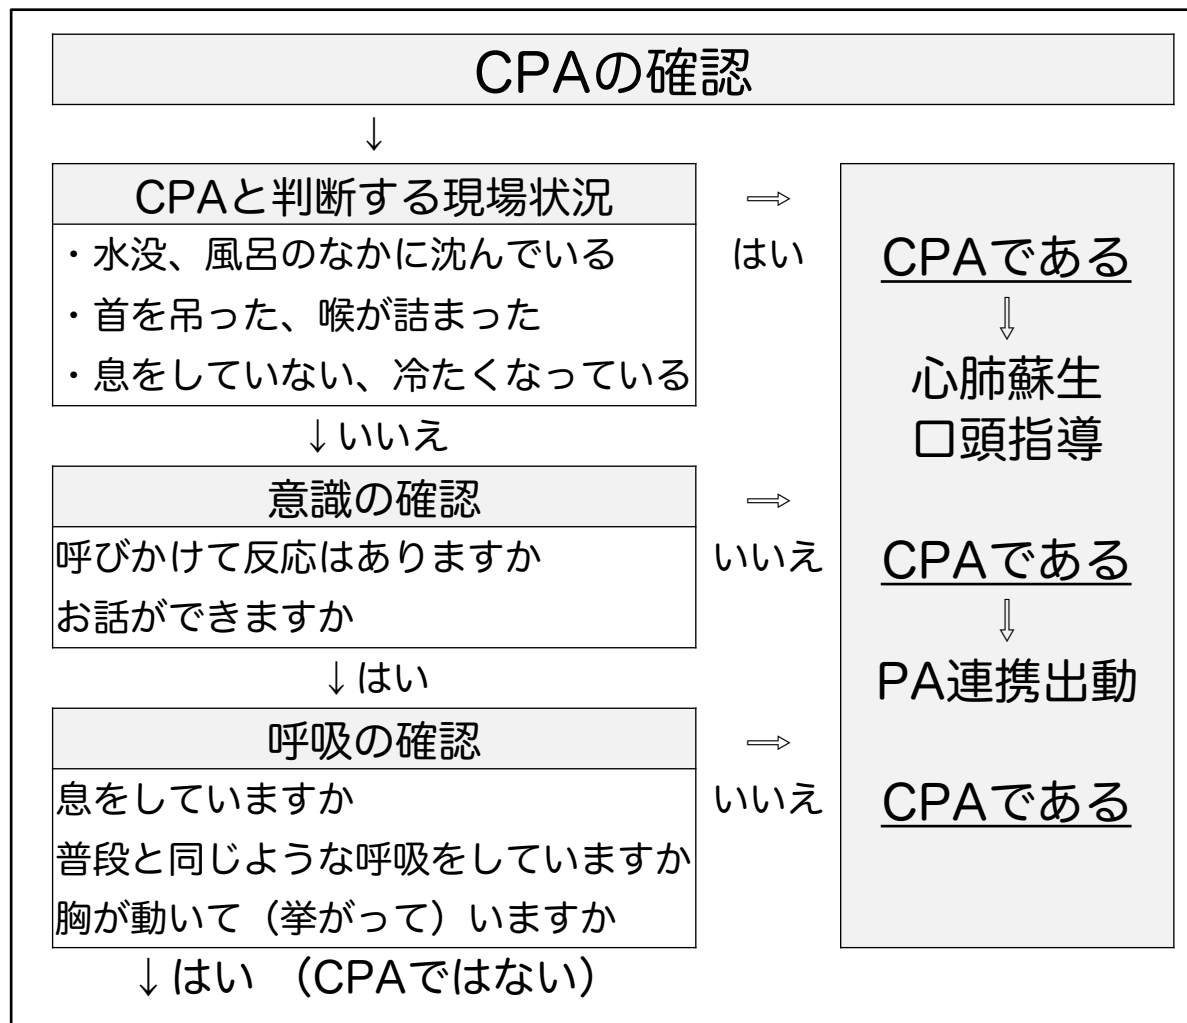 CPAの確認
↓
CPAと判断する現場状況
・水没、風呂のなかに沈んでいる
・首を吊った、喉が詰まった
・息をしていない、冷たくなっている
⇒
はい
↓いいえ
意識の確認
呼びかけて反応はありますか
お話ができますか
⇒
いいえ
↓はい
呼吸の確認
息をしていますか
普段と同じような呼吸をしていますか
胸が動いて（挙がって）いますか
⇒
いいえ
↓はい （CPAではない）
CPAである
⇓
心肺蘇生
口頭指導
CPAである
⇓
PA連携出動
CPAである